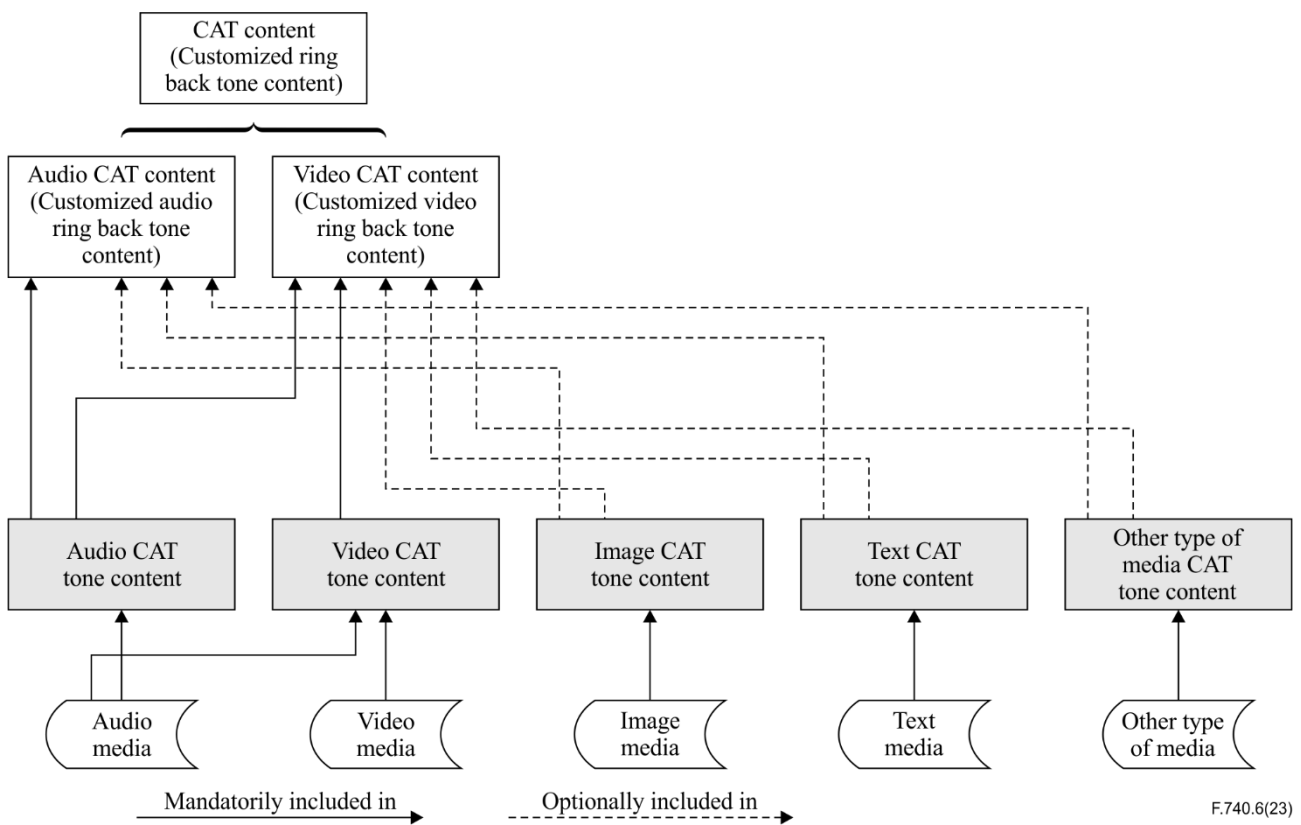 CAT content
(Customized ring
back tone content)
Audio CAT content
(Customized audio
ring back tone
content)
Video CAT content
(Customized video
ring back tone
content)
Audio CAT
tone content
Video CAT
tone content
Image CAT
tone content
Text CAT
tone content
Other type of
media CAT
tone content
Audio
media
Video
media
Image
media
Text
media
Other type
of media
Mandatorily included in
Optionally included in
F.740.6(23)